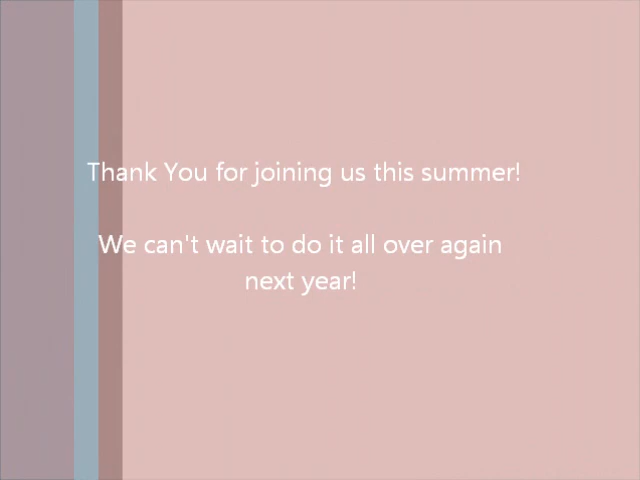 Thank You for joining us this summer!
We can't wait to do it all over again
next year!